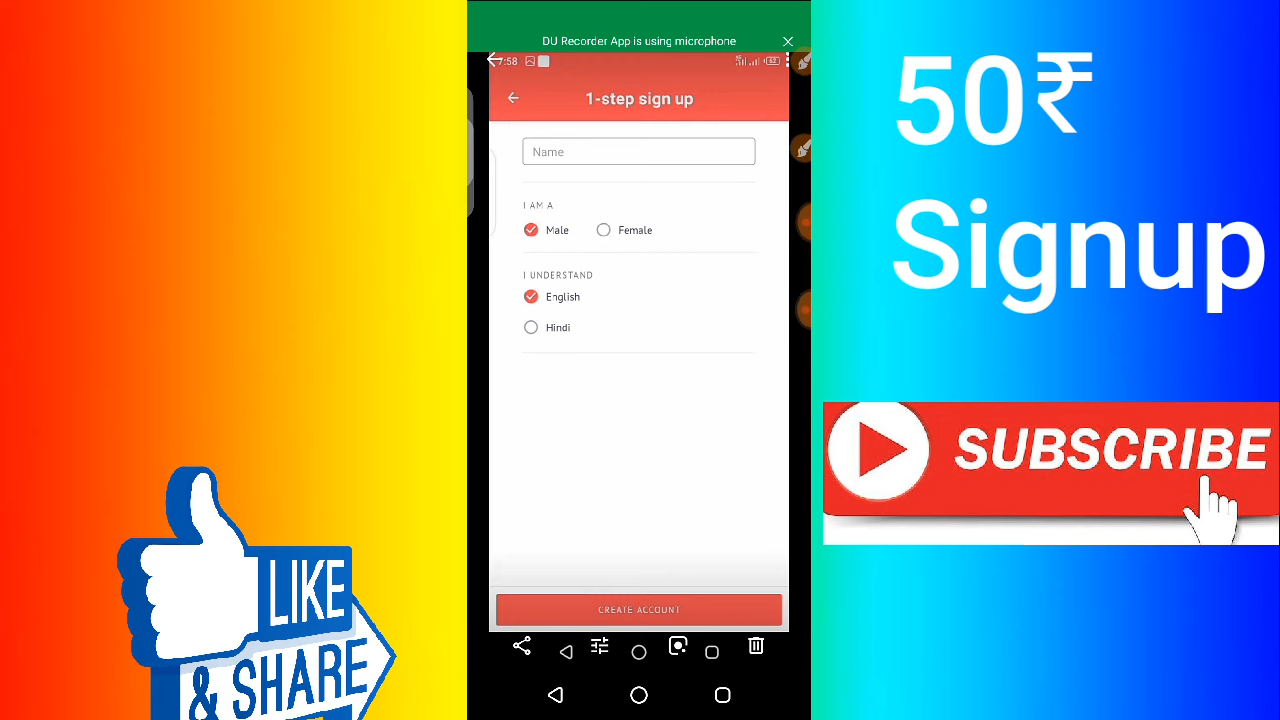 DU Recorder App is using microphone
7:58
62
1-step sign up
Name
I AM A
Male
Female
I UNDERSTAND
English
Hindi
CREATE ACCOUNT
50₹
Signup
SUBSCRIBE
LIKE
& SHARE